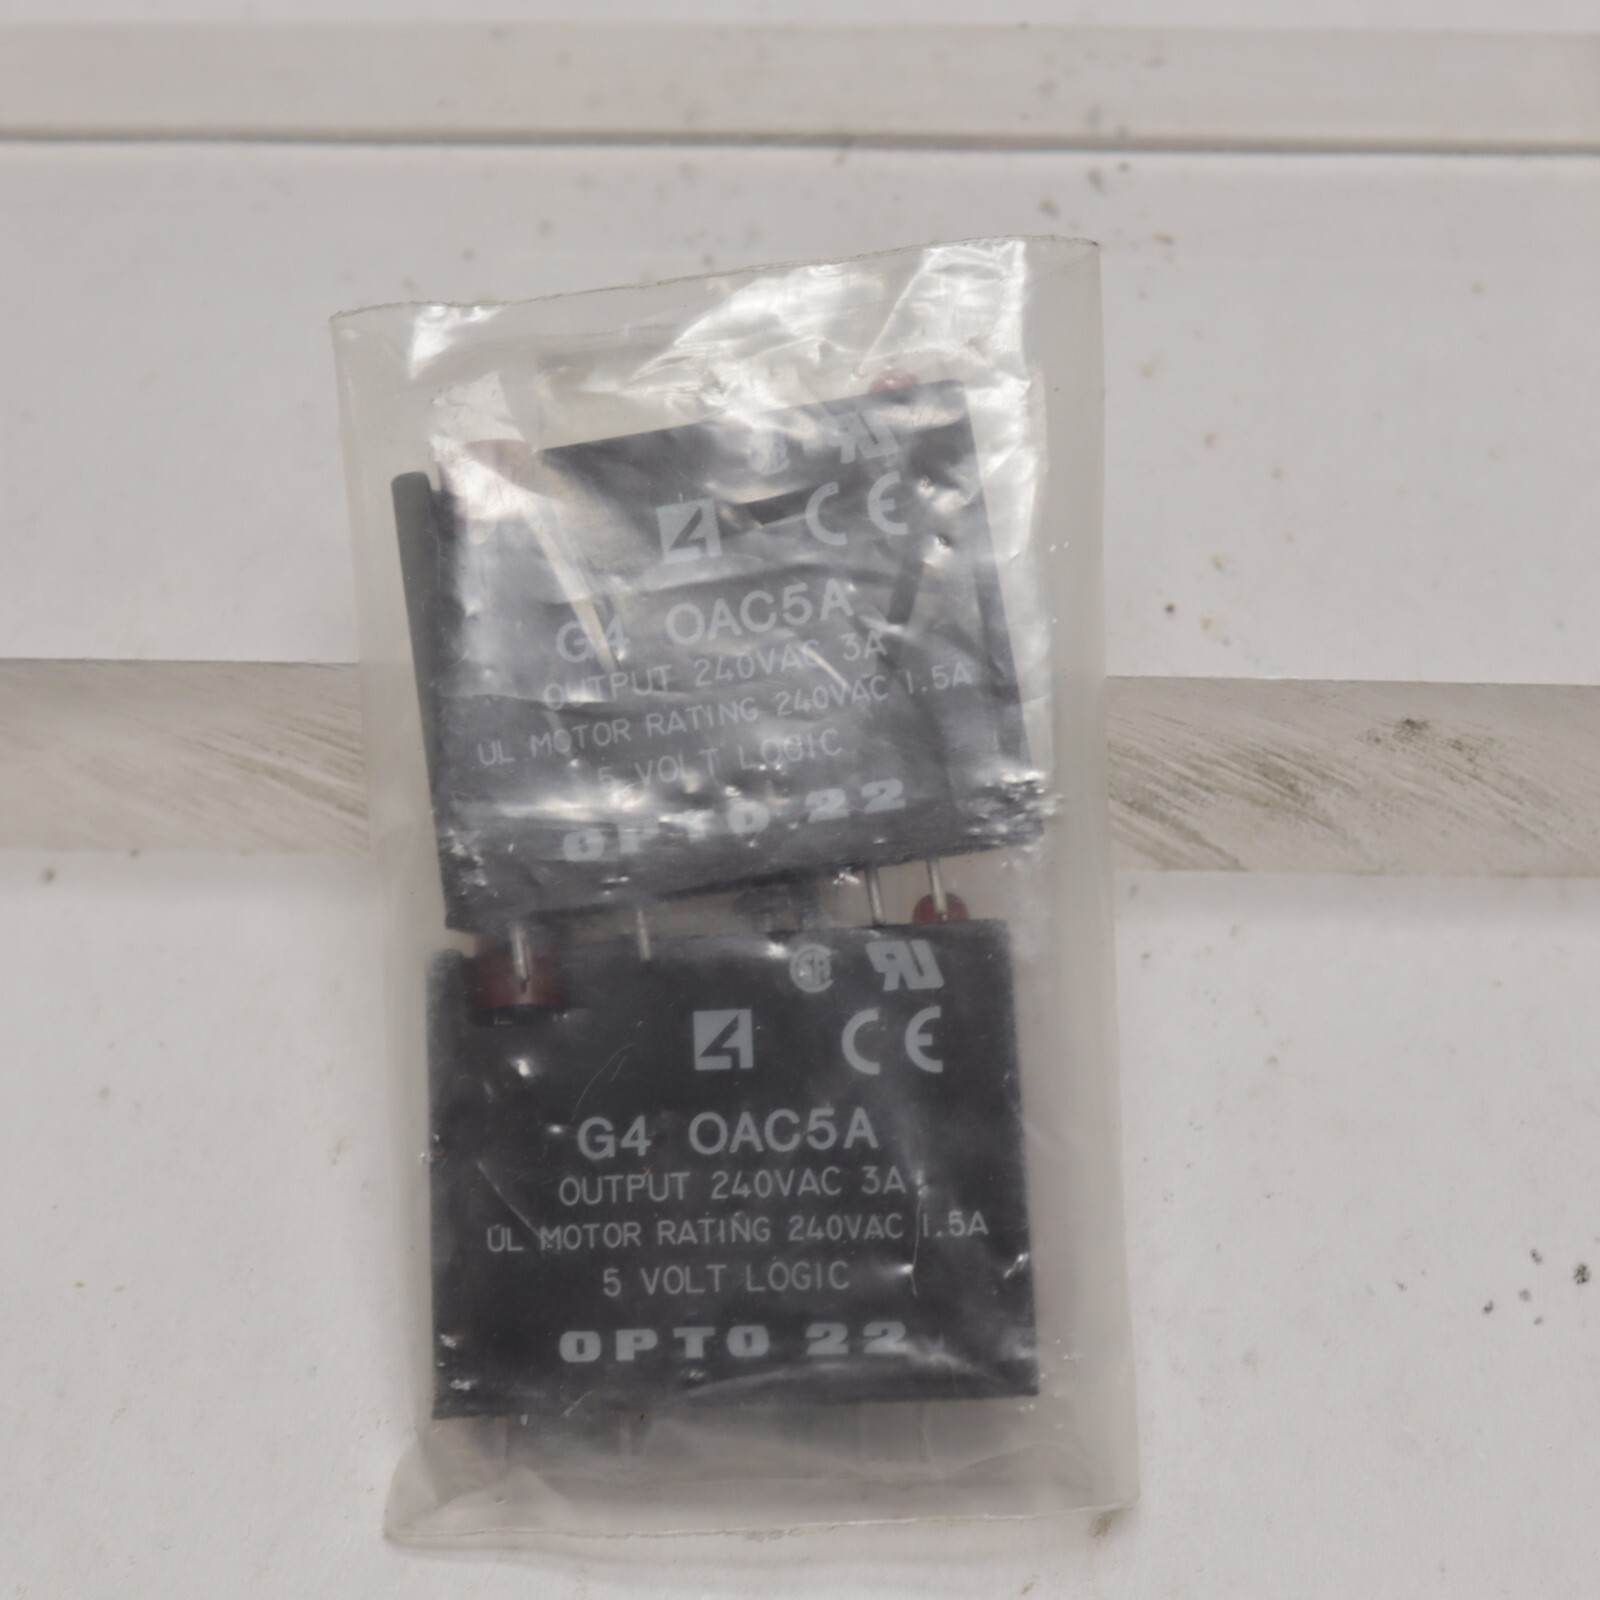 CE
G4 OAC5A
OUTPUT 240VAC 3A
UL MOTOR RATING 240VAC 1.5A
5 VOLT LOGIC
OPTO 22
CE
G4 OAC5A
OUTPUT 240VAC 3A
UL MOTOR RATING 240VAC 1.5A
5 VOLT LOGIC
OPTO 22